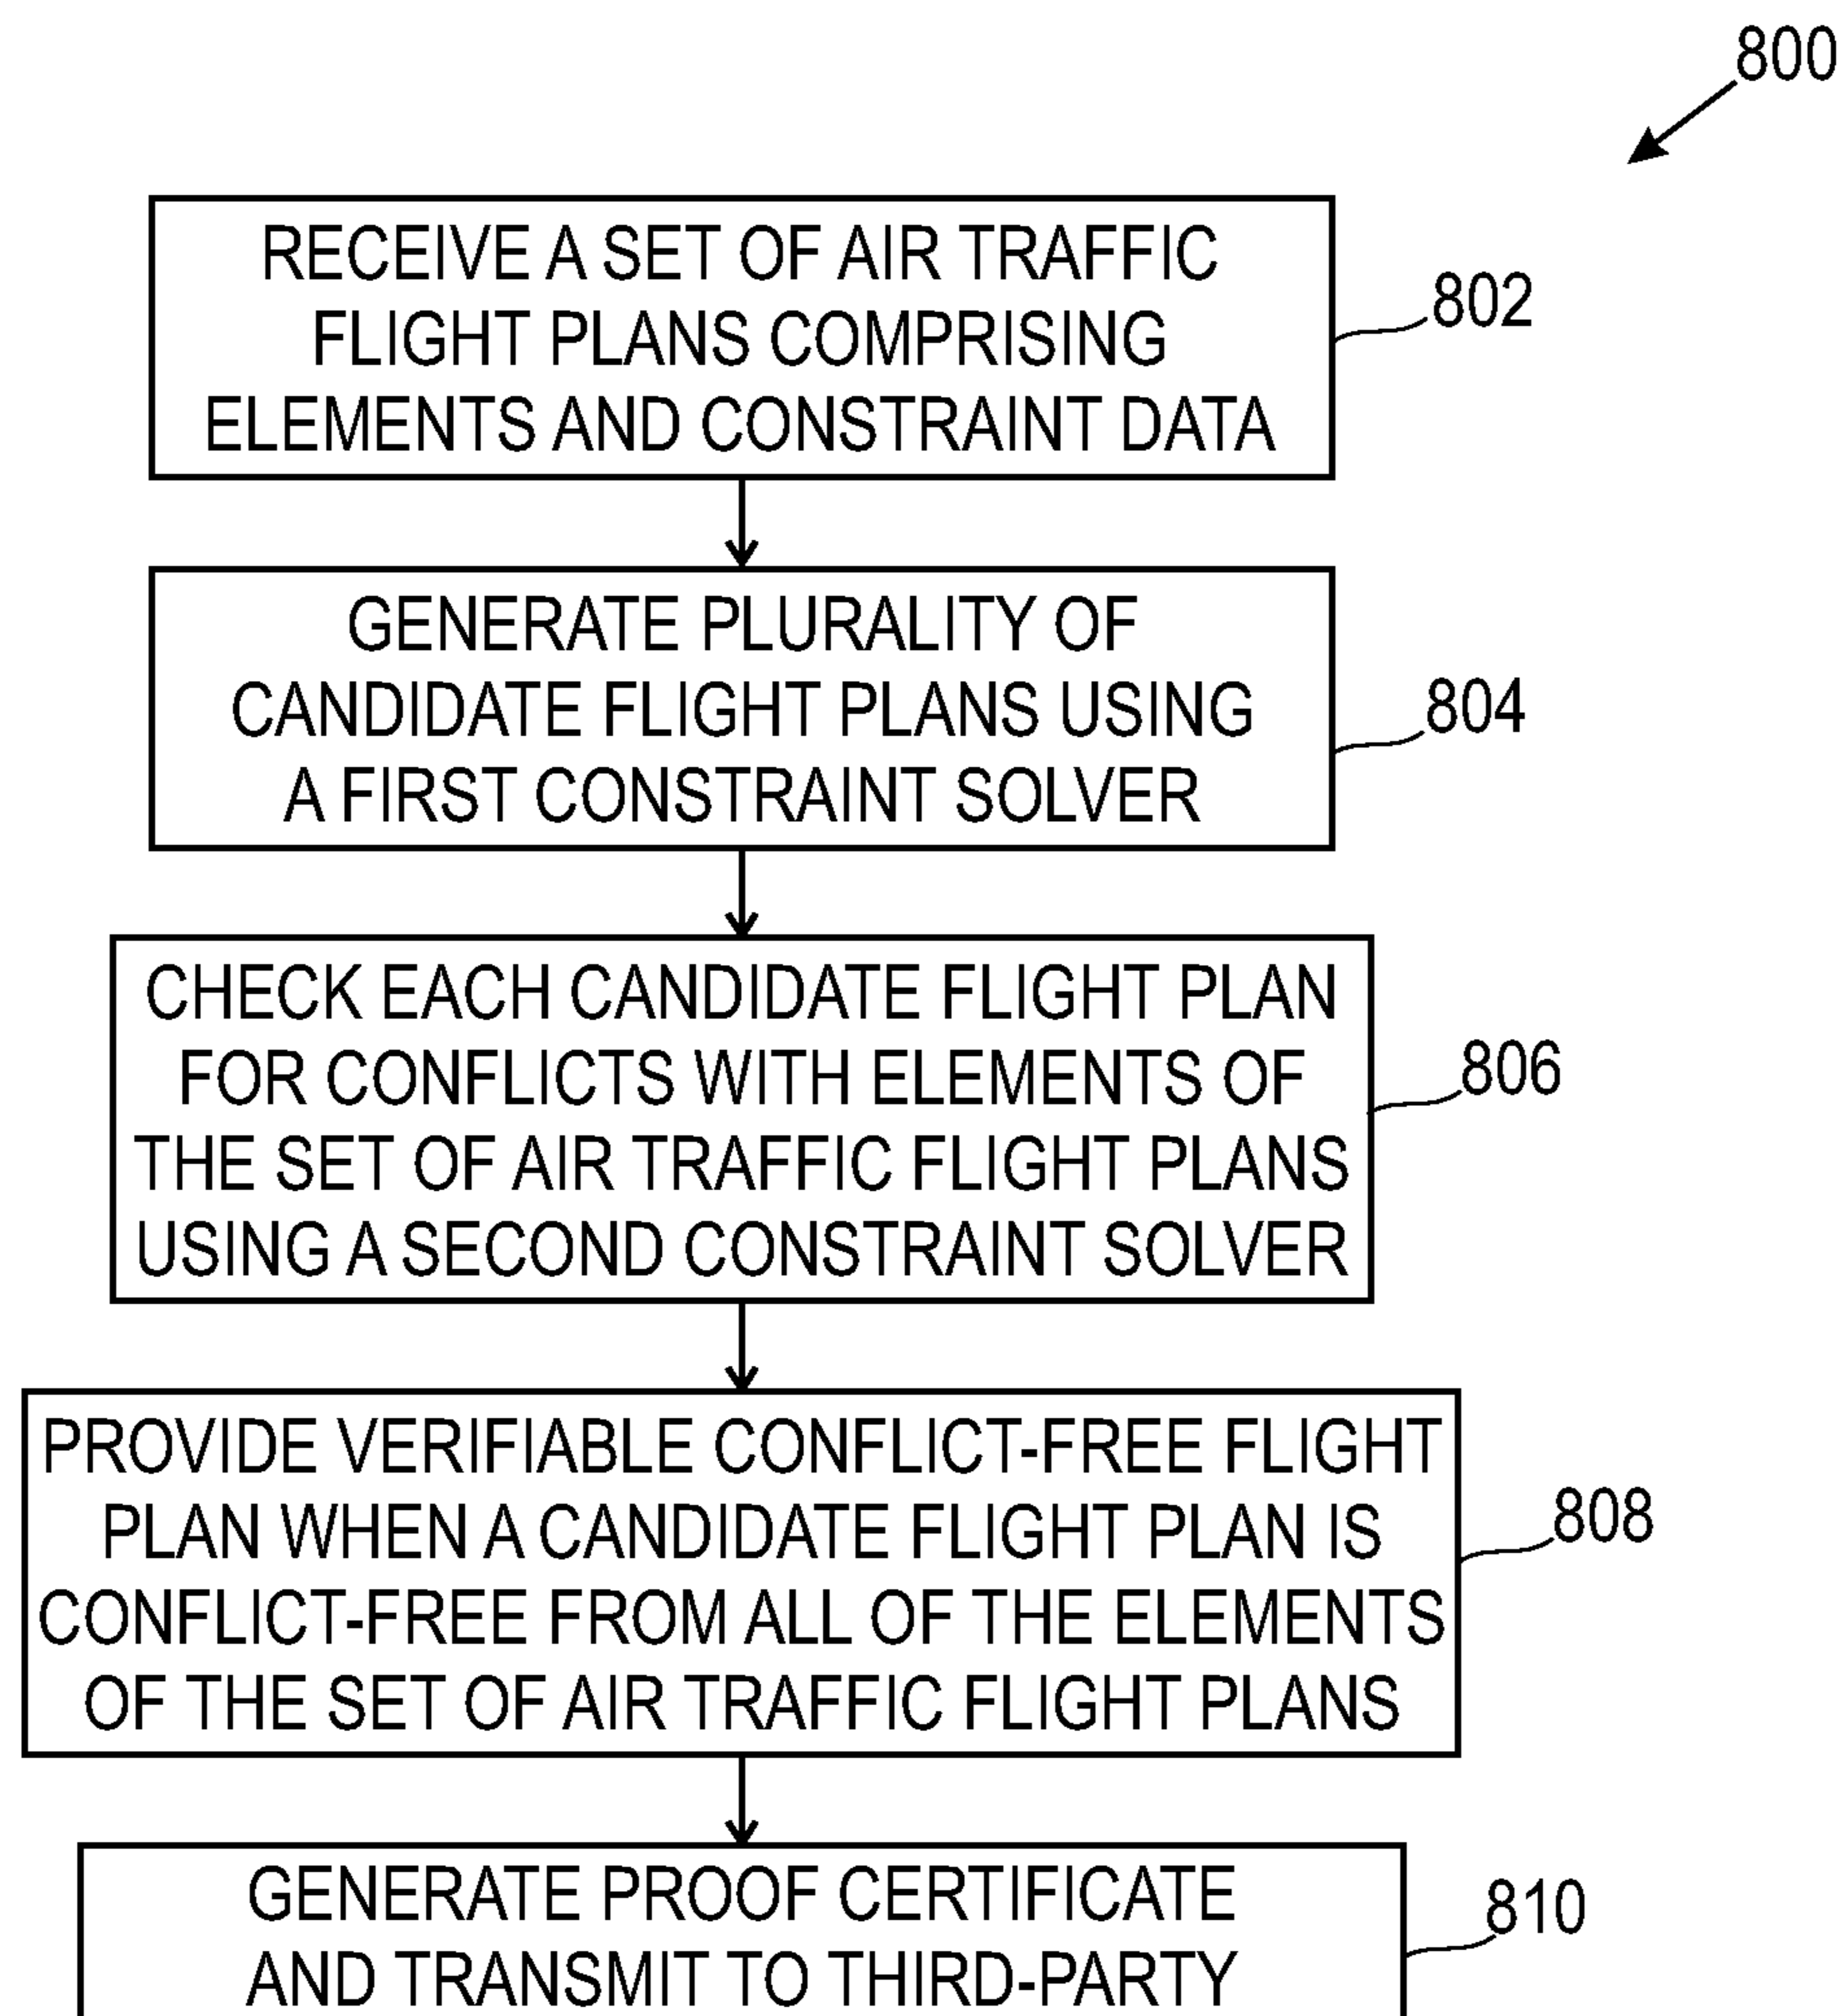 800
RECEIVE A SET OF AIR TRAFFIC
FLIGHT PLANS COMPRISING
ELEMENTS AND CONSTRAINT DATA
802
GENERATE PLURALITY OF
CANDIDATE FLIGHT PLANS USING
A FIRST CONSTRAINT SOLVER
804
CHECK EACH CANDIDATE FLIGHT PLAN
FOR CONFLICTS WITH ELEMENTS OF
THE SET OF AIR TRAFFIC FLIGHT PLANS
USING A SECOND CONSTRAINT SOLVER
806
PROVIDE VERIFIABLE CONFLICT-FREE FLIGHT
PLAN WHEN A CANDIDATE FLIGHT PLAN IS
CONFLICT-FREE FROM ALL OF THE ELEMENTS
OF THE SET OF AIR TRAFFIC FLIGHT PLANS
808
GENERATE PROOF CERTIFICATE
AND TRANSMIT TO THIRD-PARTY
810